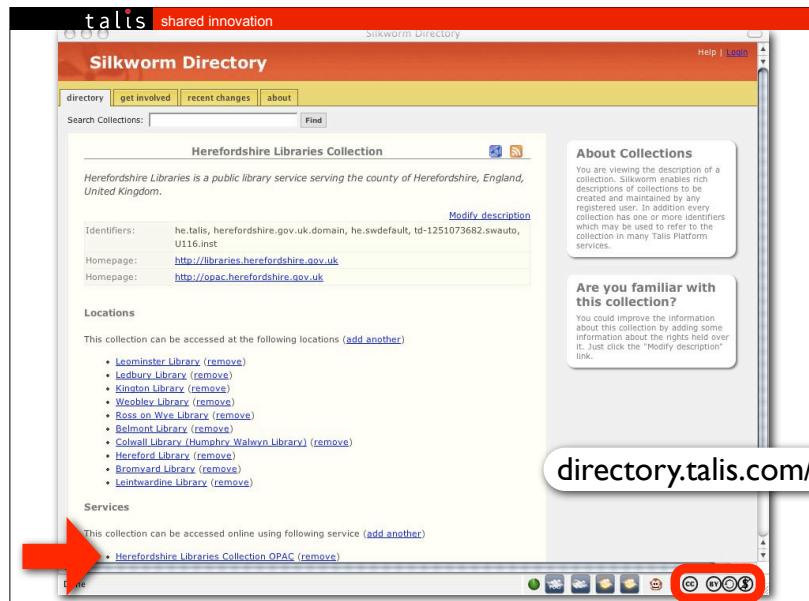 talis shared innovation
Silkworm Directory
Silkworm Directory
Help | Login
directory get involved recent changes about
Search Collections: Find
Herefordshire Libraries Collection
Herefordshire Libraries is a public library service serving the county of Herefordshire, England,
United Kingdom.
Modify description
Identifiers: he.talis, herefordshire.gov.uk.domain, he.swdefault, td-1251073682.swauto,
U116.inst
Homepage: http://libraries.herefordshire.gov.uk
Homepage: http://opac.herefordshire.gov.uk
Locations
This collection can be accessed at the following locations (add another)
Leominster Library (remove)
Ledbury Library (remove)
Kington Library (remove)
Weobley Library (remove)
Ross on Wye Library (remove)
Belmont Library (remove)
Colwall Library (Humphry Walwyn Library) (remove)
Hereford Library (remove)
Bromyard Library (remove)
Leintwardine Library (remove)
Services
This collection can be accessed online using following service (add another)
Herefordshire Libraries Collection OPAC (remove)
About Collections
You are viewing the description of a
collection. Silkworm enables rich
descriptions of collections to be
created and maintained by any
registered user. In addition every
collection has one or more identifiers
which may be used to refer to the
collection in many Talis Platform
services.
Are you familiar with
this collection?
You could improve the information
about this collection by adding some
information about the rights held over
it. Just click the "Modify description"
link.
directory.talis.com/
cc BY $